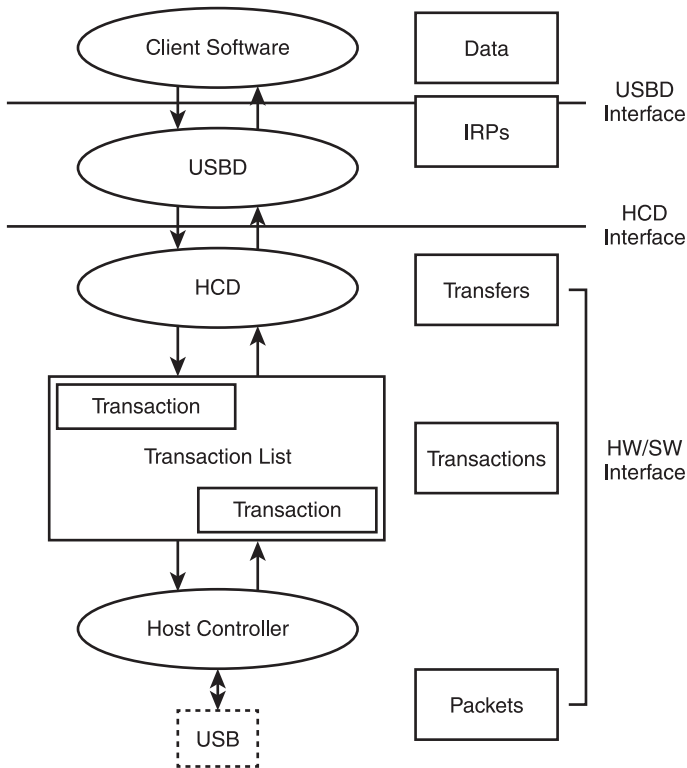 Client Software
Data
USBD
Interface
IRPs
USBD
HCD
Interface
HCD
Transfers
Transaction
Transaction List
Transactions
HW/SW
Interface
Transaction
Host Controller
Packets
USB